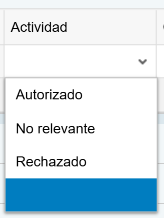 Actividad
Autorizado
No relevante
Rechazado